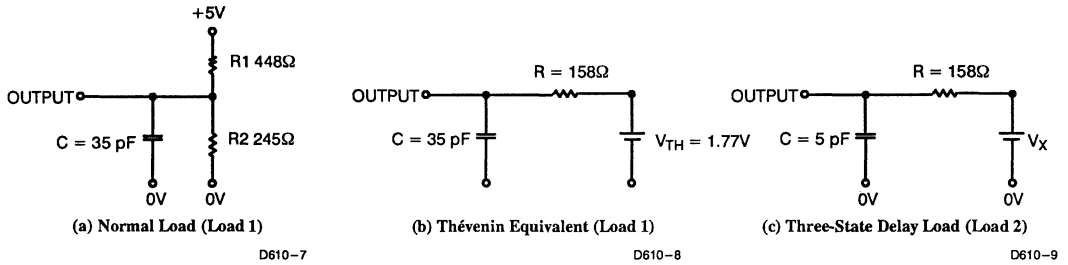 +5V
R1 448Ω
OUTPUT
C = 35 pF
R2 245Ω
0V
0V
(a) Normal Load (Load 1)
D610-7
R = 158Ω
OUTPUT
C = 35 pF
VTH = 1.77V
(b) Thévenin Equivalent (Load 1)
D610-8
R = 158Ω
OUTPUT
C = 5 pF
VX
0V
0V
(c) Three-State Delay Load (Load 2)
D610-9